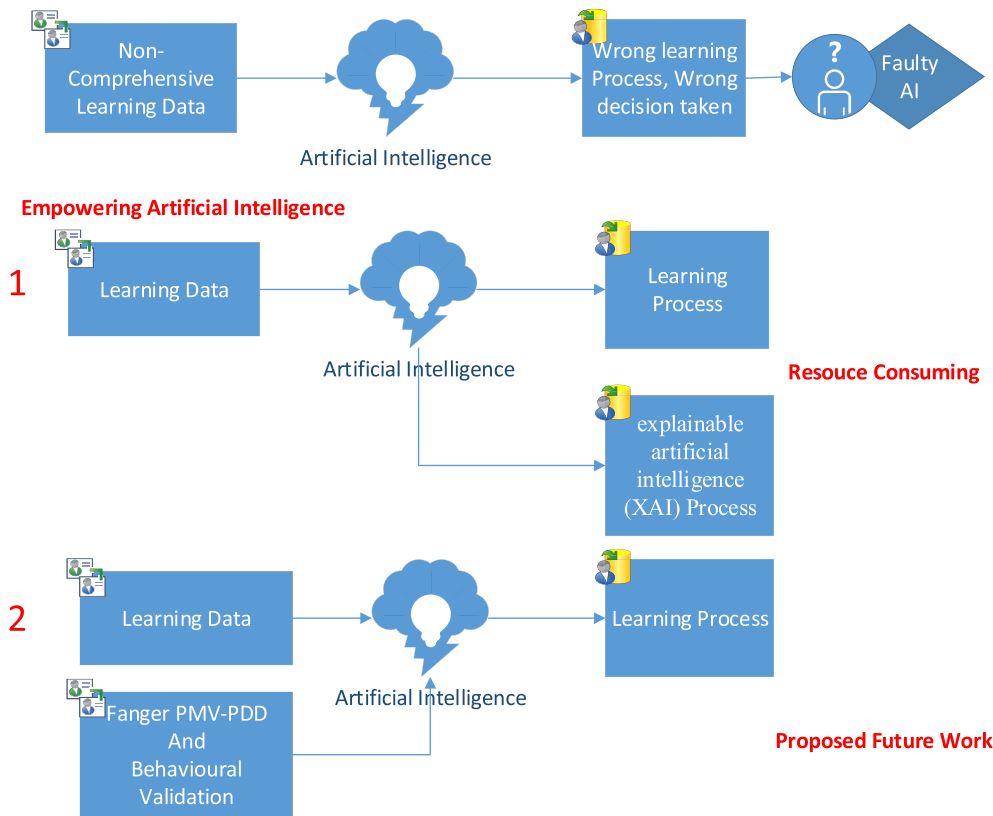 Non-
Comprehensive
Learning Data
Artificial Intelligence
Wrong learning
Process, Wrong
decision taken
?
Faulty
AI
Empowering Artificial Intelligence
1
Learning Data
Artificial Intelligence
Learning
Process
Resouce Consuming
explainable
artificial
intelligence
(XAI) Process
2
Learning Data
Artificial Intelligence
Learning Process
Fanger PMV-PDD
And
Behavioural
Validation
Proposed Future Work